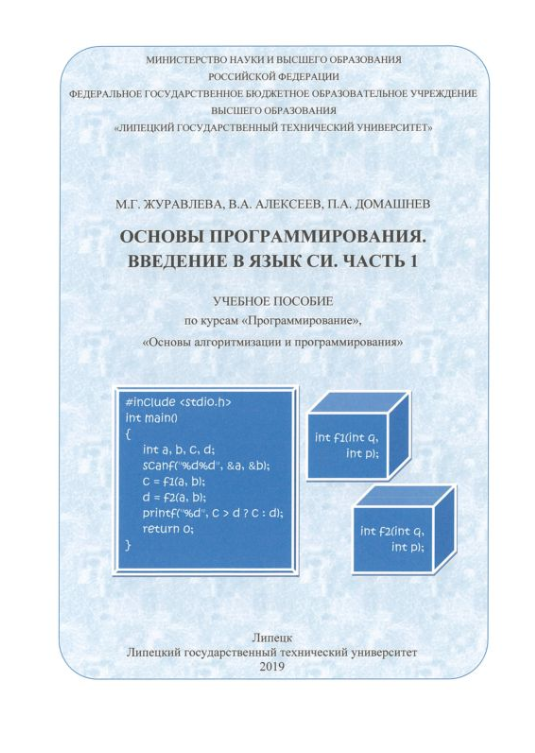 МИНИСТЕРСТВО НАУКИ И ВЫСШЕГО ОБРАЗОВАНИЯ
РОССИЙСКОЙ ФЕДЕРАЦИИ
ФЕДЕРАЛЬНОЕ ГОСУДАРСТВЕННОЕ БЮДЖЕТНОЕ ОБРАЗОВАТЕЛЬНОЕ УЧРЕЖДЕНИЕ
ВЫСШЕГО ОБРАЗОВАНИЯ
«ЛИПЕЦКИЙ ГОСУДАРСТВЕННЫЙ ТЕХНИЧЕСКИЙ УНИВЕРСИТЕТ»
М.Г. ЖУРАВЛЕВА, В.А. АЛЕКСЕЕВ, П.А. ДОМАШНЕВ
ОСНОВЫ ПРОГРАММИРОВАНИЯ.
ВВЕДЕНИЕ В ЯЗЫК СИ. ЧАСТЬ 1
УЧЕБНОЕ ПОСОБИЕ
по курсам «Программирование»,
«Основы алгоритмизации и программирования»
#include <stdio.h>
int main()
{
int a, b, c, d;
scanf("%d%d", &a, &b);
c = f1(a, b);
d = f2(a, b);
printf("%d", c > d ? c : d);
return 0;
}
int f1(int q,
int p);
int f2(int q,
int p);
Липецк
Липецкий государственный технический университет
2019